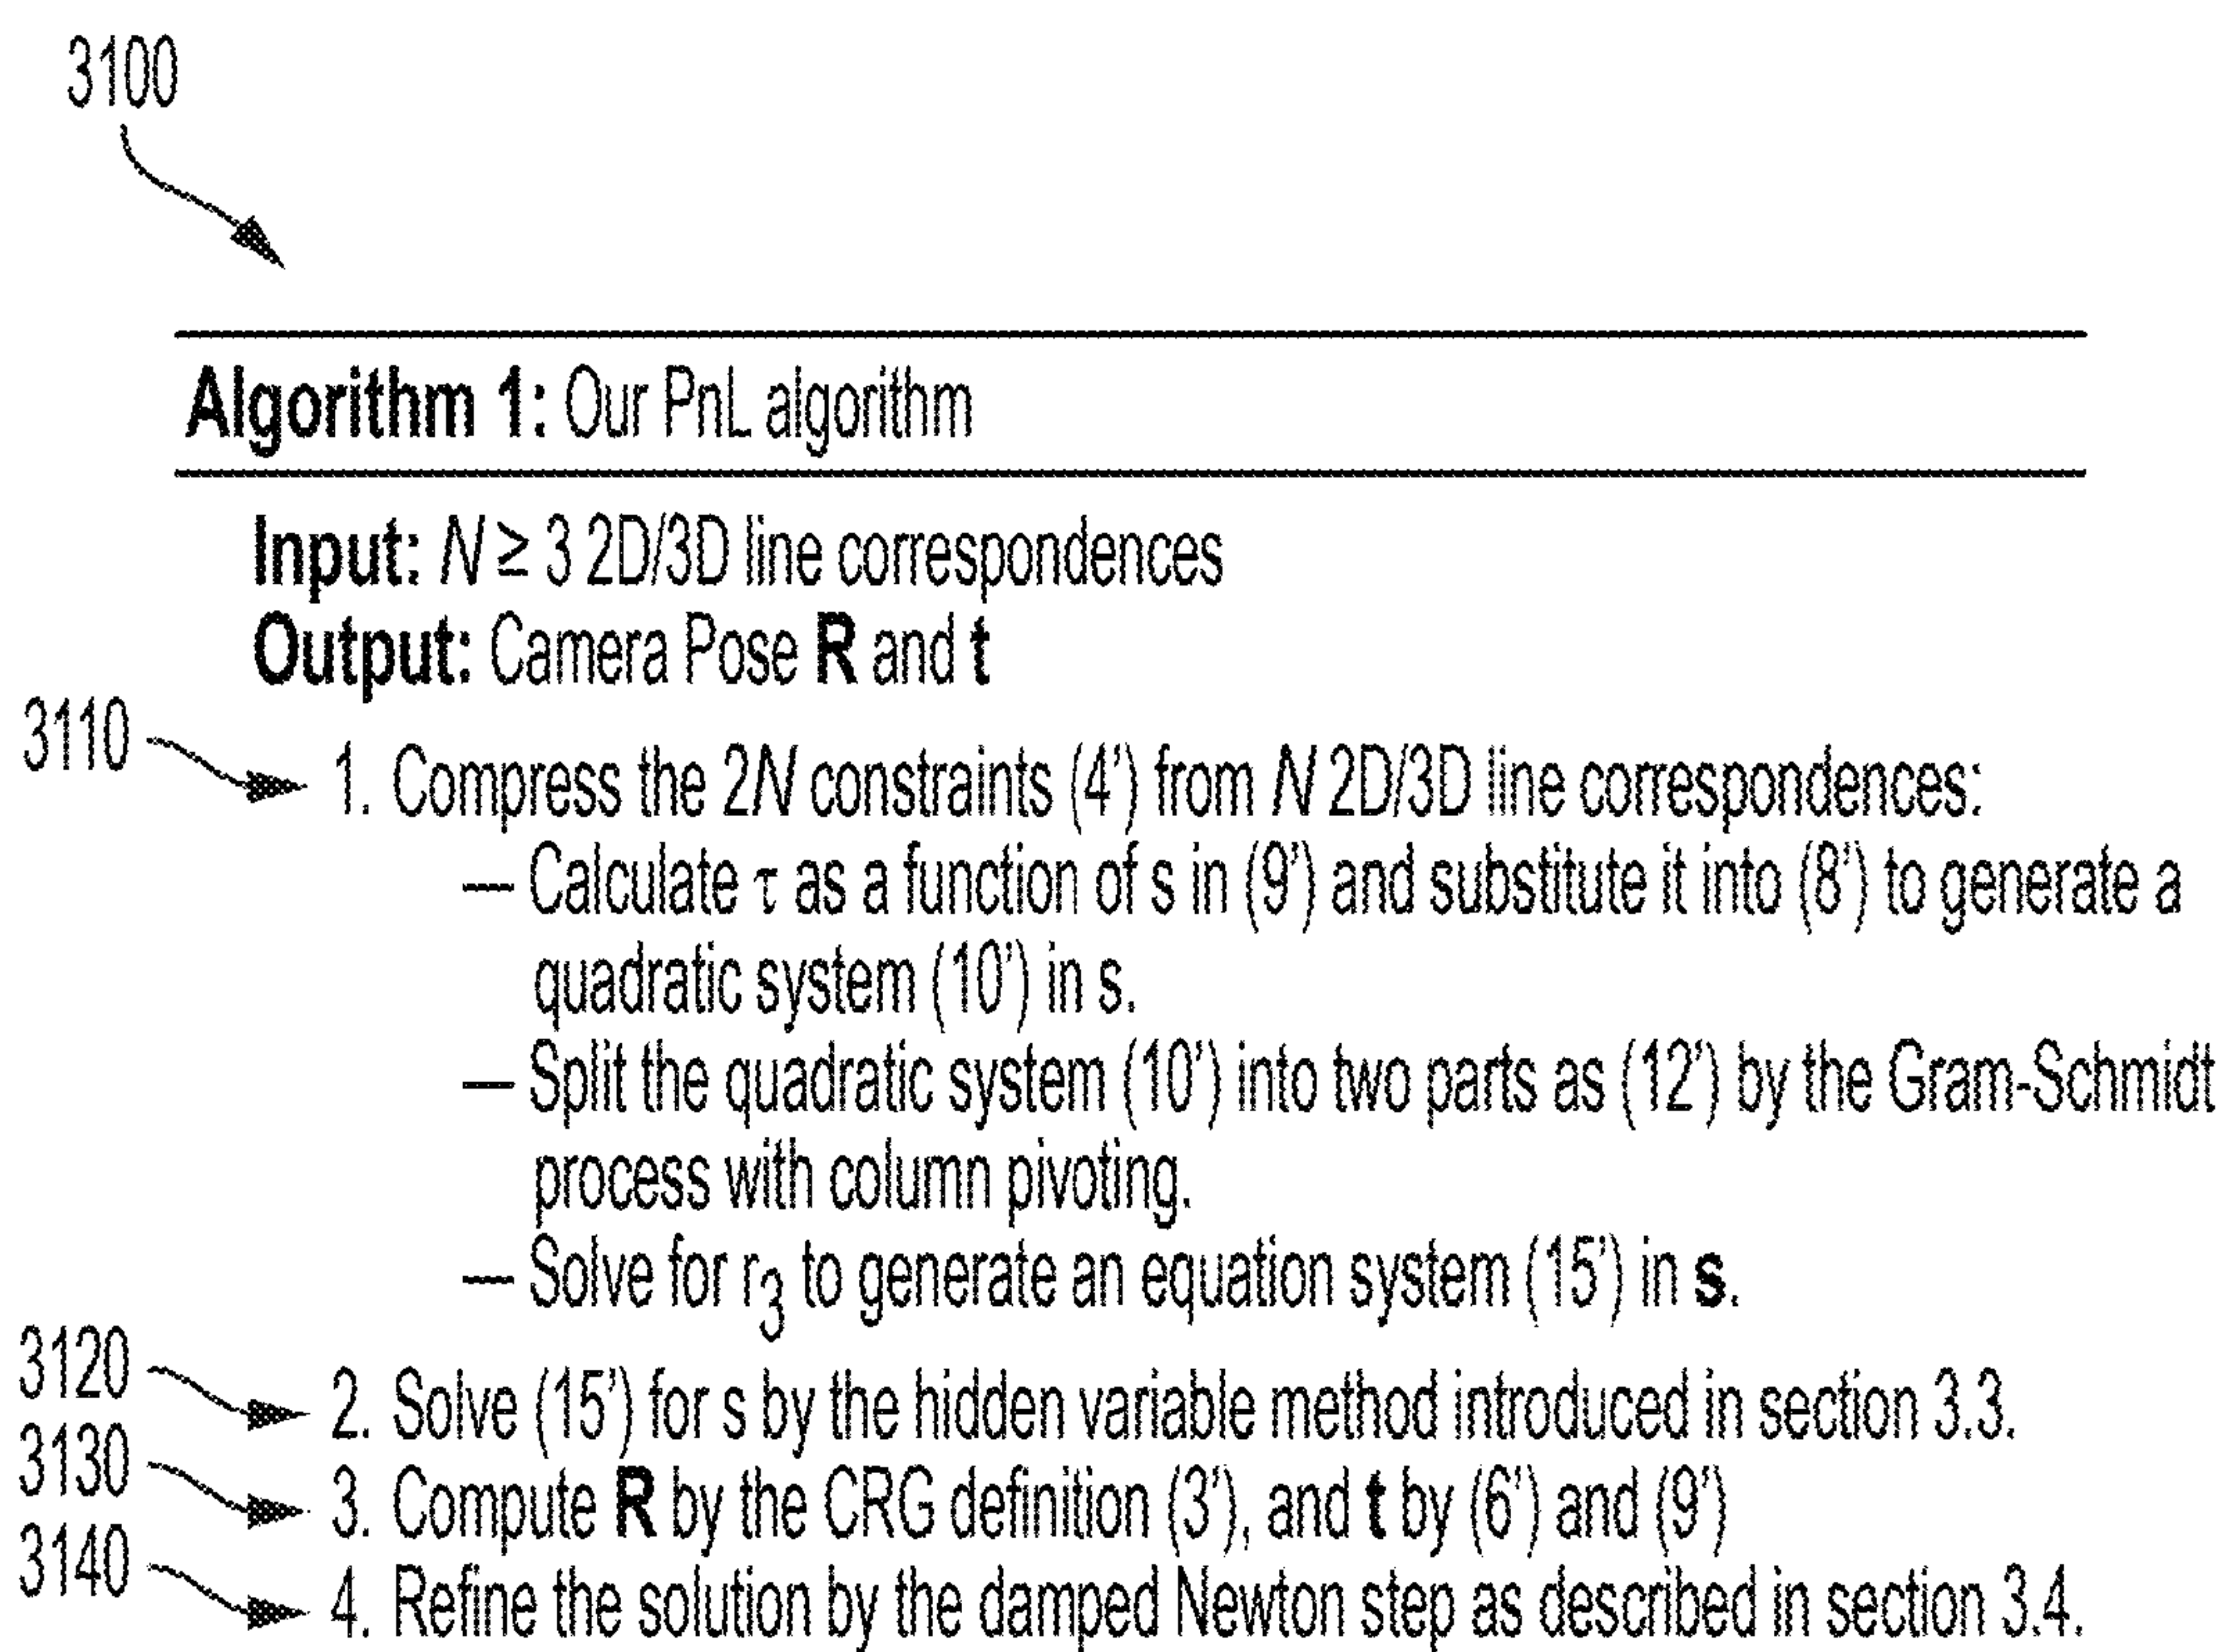 3100
Algorithm 1: Our PnL algorithm
Input: N ≥ 3 2D/3D line correspondences
Output: Camera Pose R and t
3110
1. Compress the 2N constraints (4') from N 2D/3D line correspondences:
— Calculate τ as a function of s in (9') and substitute it into (8') to generate a
quadratic system (10') in s.
— Split the quadratic system (10') into two parts as (12') by the Gram-Schmidt
process with column pivoting.
— Solve for r3 to generate an equation system (15') in s.
3120
2. Solve (15') for s by the hidden variable method introduced in section 3.3.
3130
3. Compute R by the CRG definition (3'), and t by (6') and (9')
3140
4. Refine the solution by the damped Newton step as described in section 3.4.